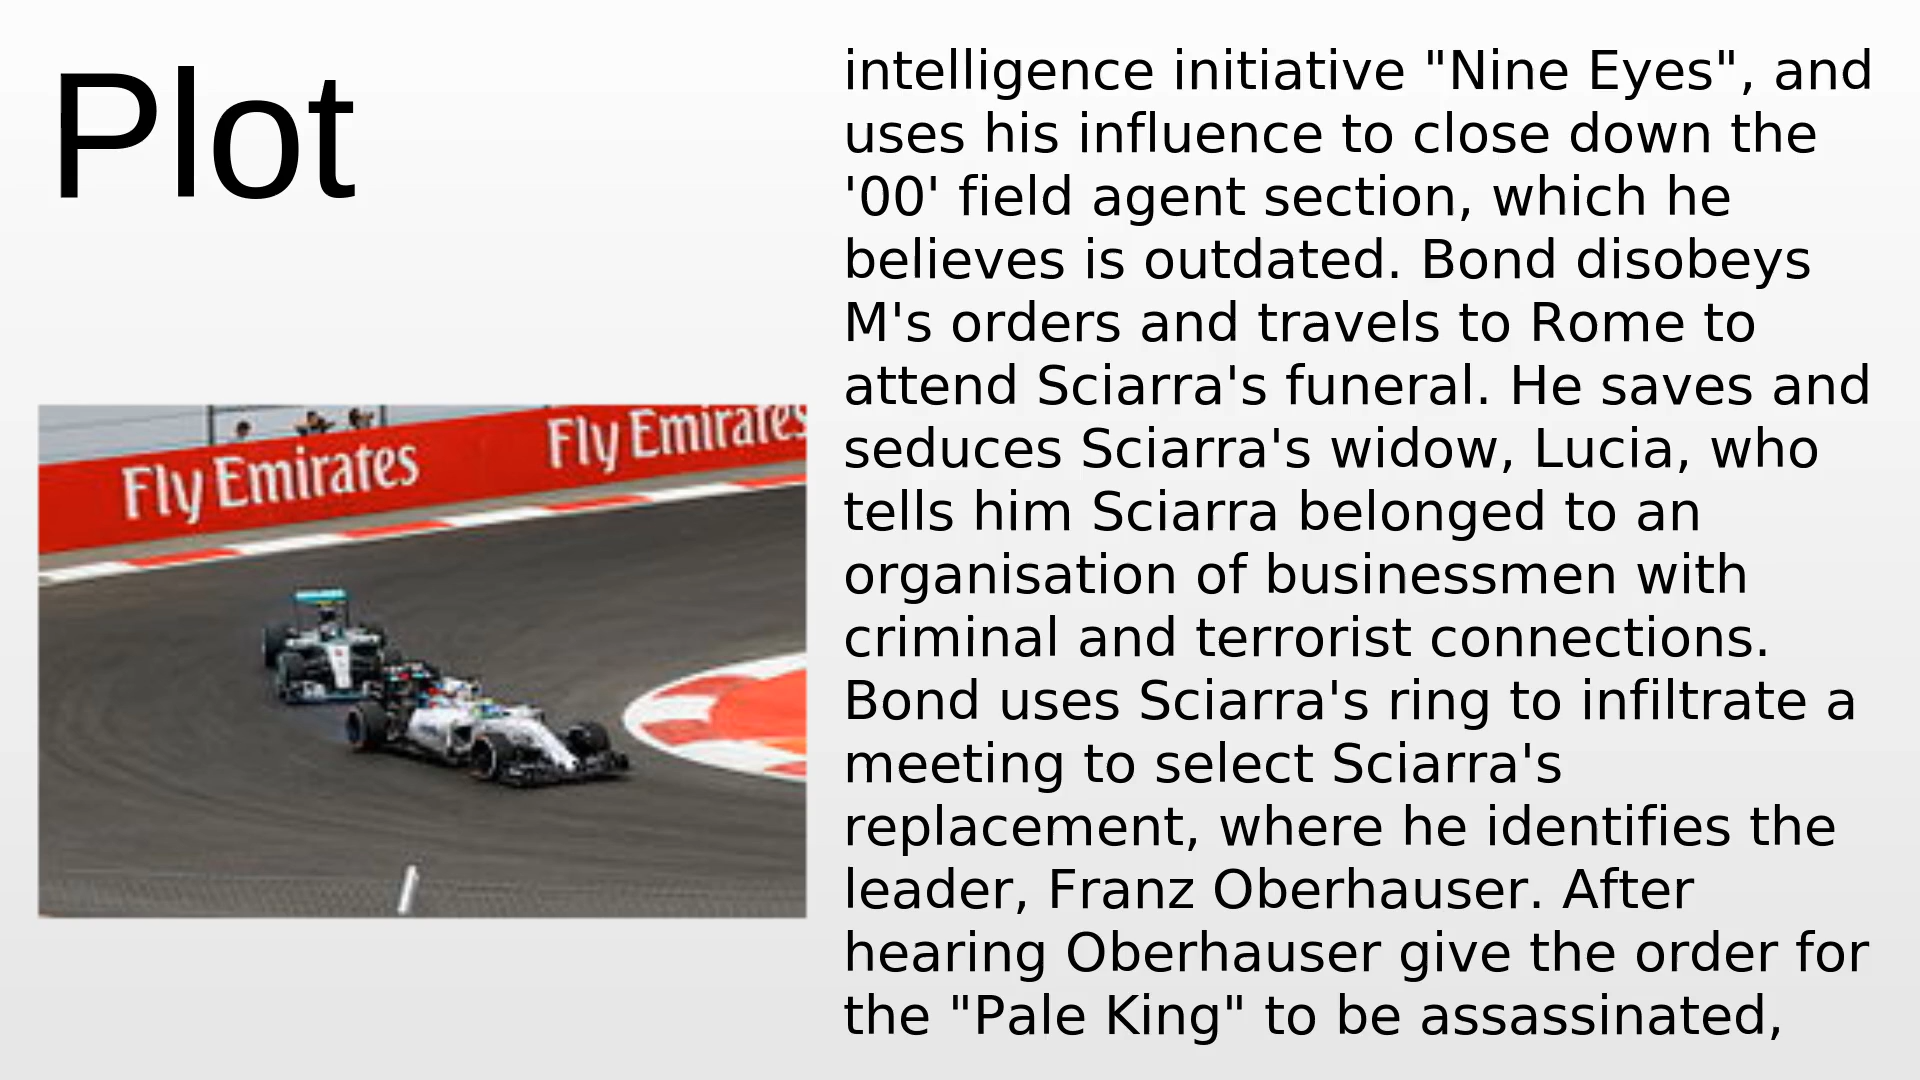 Plot
intelligence initiative "Nine Eyes", and
uses his influence to close down the
'00' field agent section, which he
believes is outdated. Bond disobeys
M's orders and travels to Rome to
attend Sciarra's funeral. He saves and
seduces Sciarra's widow, Lucia, who
tells him Sciarra belonged to an
organisation of businessmen with
criminal and terrorist connections.
Bond uses Sciarra's ring to infiltrate a
meeting to select Sciarra's
replacement, where he identifies the
leader, Franz Oberhauser. After
hearing Oberhauser give the order for
the "Pale King" to be assassinated,
Fly Emirates
Fly Emirates